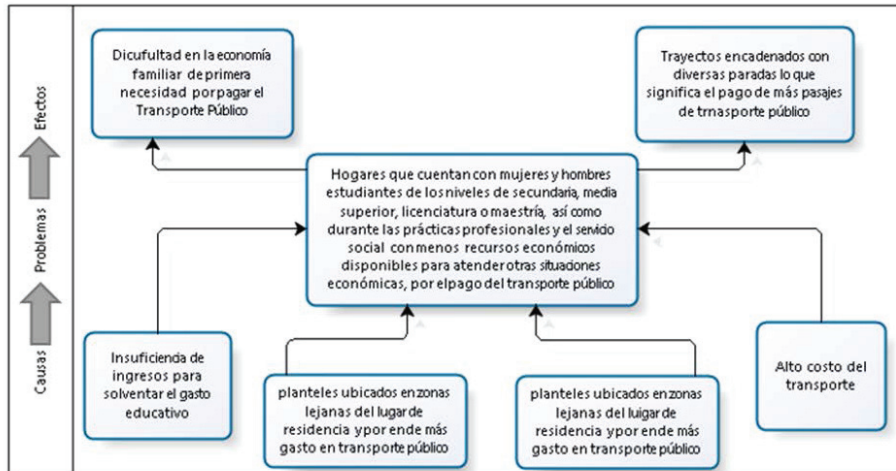 Efectos
Problemas
Causas
Dicufultad en la economía
familiar de primera
necesidad por pagar el
Transporte Público
Trayectos encadenados con
diversas paradas lo que
significa el pago de más pasajes
de trnasporte público
Hogares que cuentan con mujeres y hombres
estudiantes de los niveles de secundaria, media
superior, licenciatura o maestría, así como
durante las prácticas profesionales y el servicio
social con menos recursos económicos
disponibles para atender otras situaciones
económicas, por el pago del transporte público
Insuficiencia de
ingresos para
solventar el gasto
educativo
planteles ubicados en zonas
lejanas del lugar de
residencia y por ende más
gasto en transporte público
planteles ubicados en zonas
lejanas del luigar de
residencia y por ende más
gasto en transporte público
Alto costo del
transporte